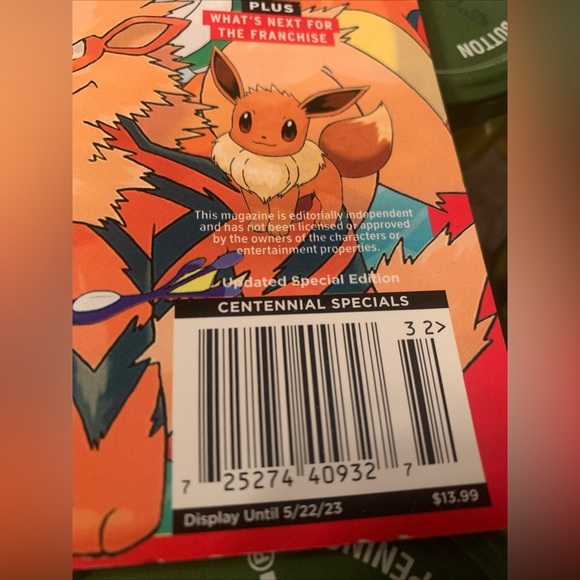 PLUS
WHAT'S NEXT FOR
THE FRANCHISE
BUTTON
This magazine is editorially independent
and has not been licensed or approved
by the owners of the characters or
entertainment properties.
Updated Special Edition
CENTENNIAL SPECIALS
3 2>
7 25274 40932 7
Display Until 5/22/23
$13.99
PENING